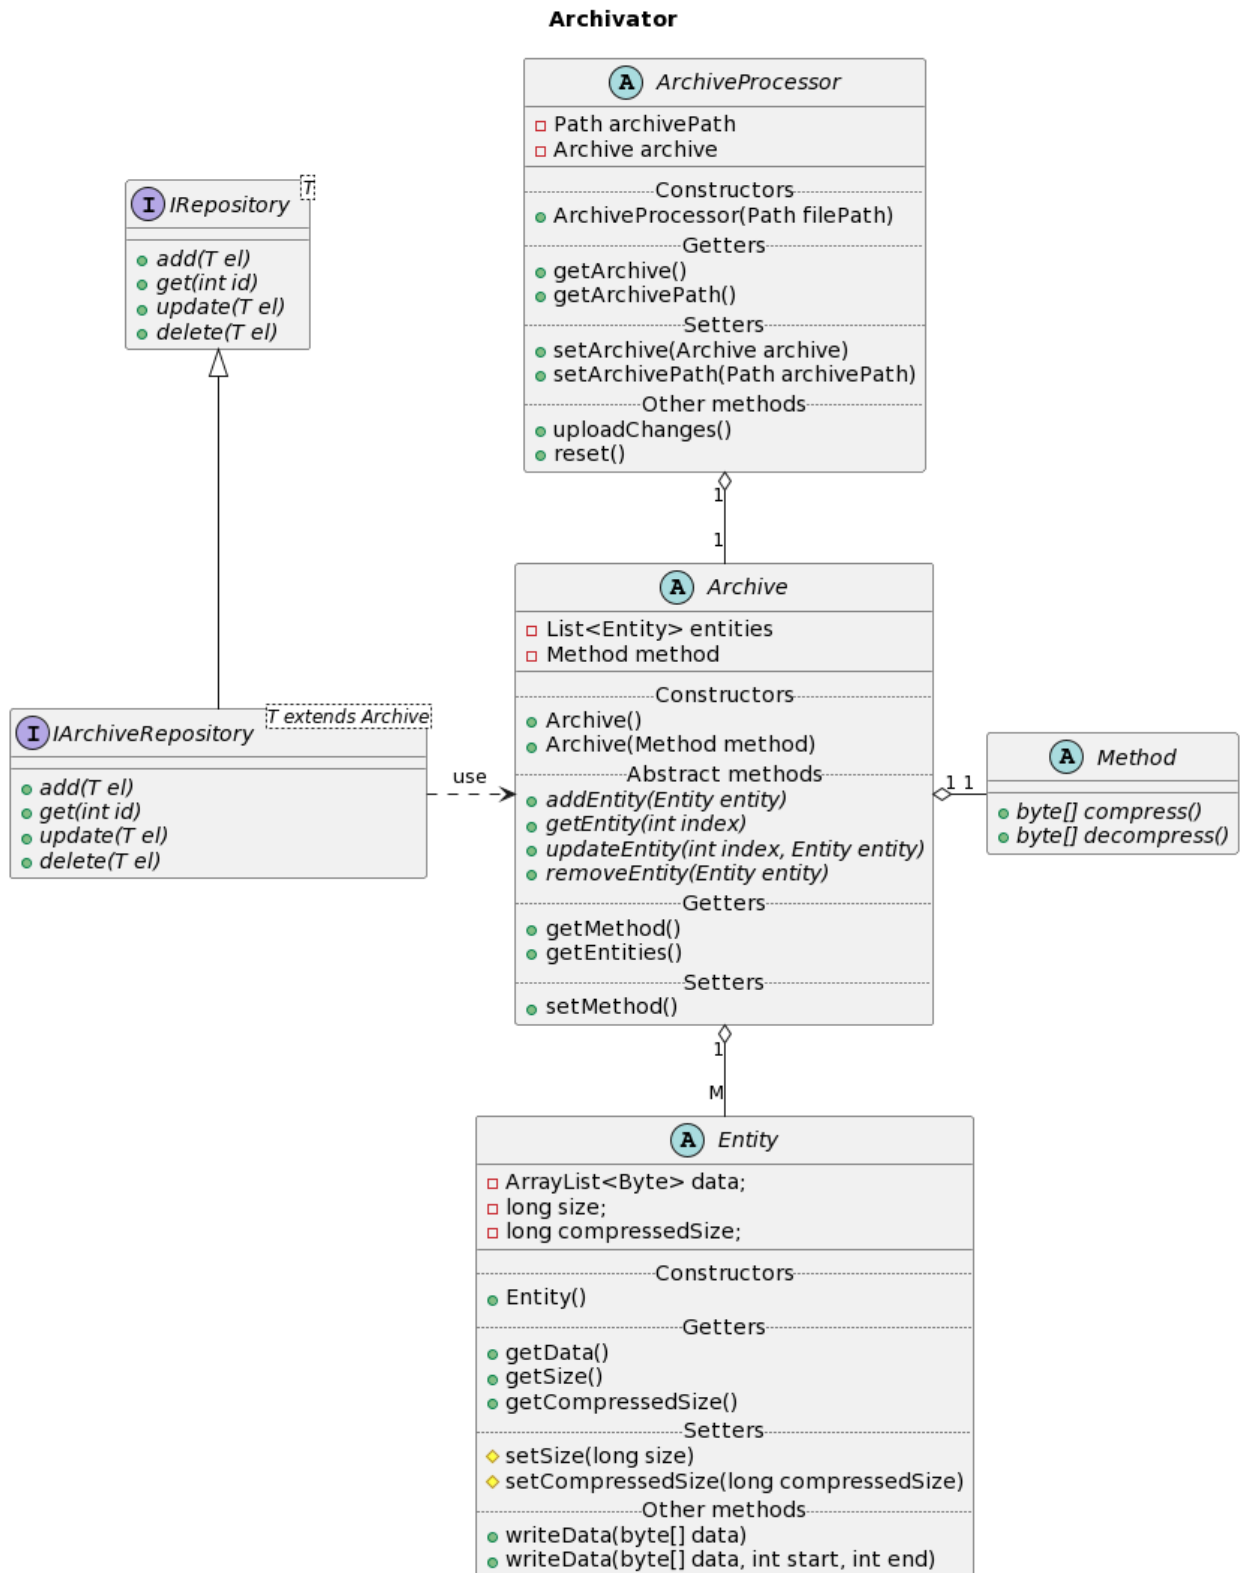 Archivator
A ArchiveProcessor
Path archivePath
Archive archive
Constructors
ArchiveProcessor(Path filePath)
Getters
getArchive()
getArchivePath()
Setters
setArchive(Archive archive)
setArchivePath(Path archivePath)
Other methods
uploadChanges()
reset()
T
I IRepository
add(T el)
get(int id)
update(T el)
delete(T el)
1
1
A Archive
List<Entity> entities
Method method
Constructors
Archive()
Archive(Method method)
Abstract methods
addEntity(Entity entity)
getEntity(int index)
updateEntity(int index, Entity entity)
removeEntity(Entity entity)
Getters
getMethod()
getEntities()
Setters
setMethod()
T extends Archive
I IArchiveRepository
add(T el)
get(int id)
update(T el)
delete(T el)
use
1 1
A Method
byte[] compress()
byte[] decompress()
1
M
A Entity
ArrayList<Byte> data;
long size;
long compressedSize;
Constructors
Entity()
Getters
getData()
getSize()
getCompressedSize()
Setters
setSize(long size)
setCompressedSize(long compressedSize)
Other methods
writeData(byte[] data)
writeData(byte[] data, int start, int end)